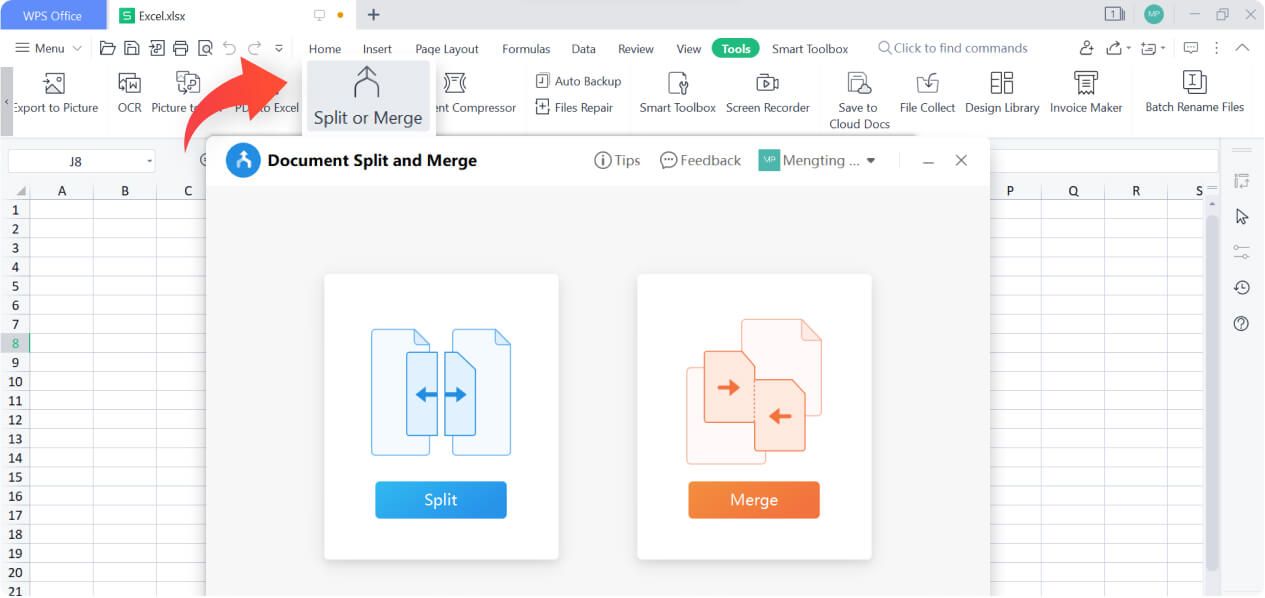 WPS Office
S Excel.xlsx
1
MP
Menu
Home Insert Page Layout Formulas Data Review View Tools Smart Toolbox Click to find commands
Export to Picture
OCR
Picture to
PDF to Excel
Split or Merge
nt Compressor
Auto Backup
Files Repair
Smart Toolbox
Screen Recorder
Save to
Cloud Docs
File Collect
Design Library
Invoice Maker
Batch Rename Files
J8
Document Split and Merge
Tips
Feedback
MP Mengting ...
A B C P Q R S
1
2
3
4
5
6
7
8
9
10
11
12
13
14
15
16
17
18
19
20
21
Split
Merge